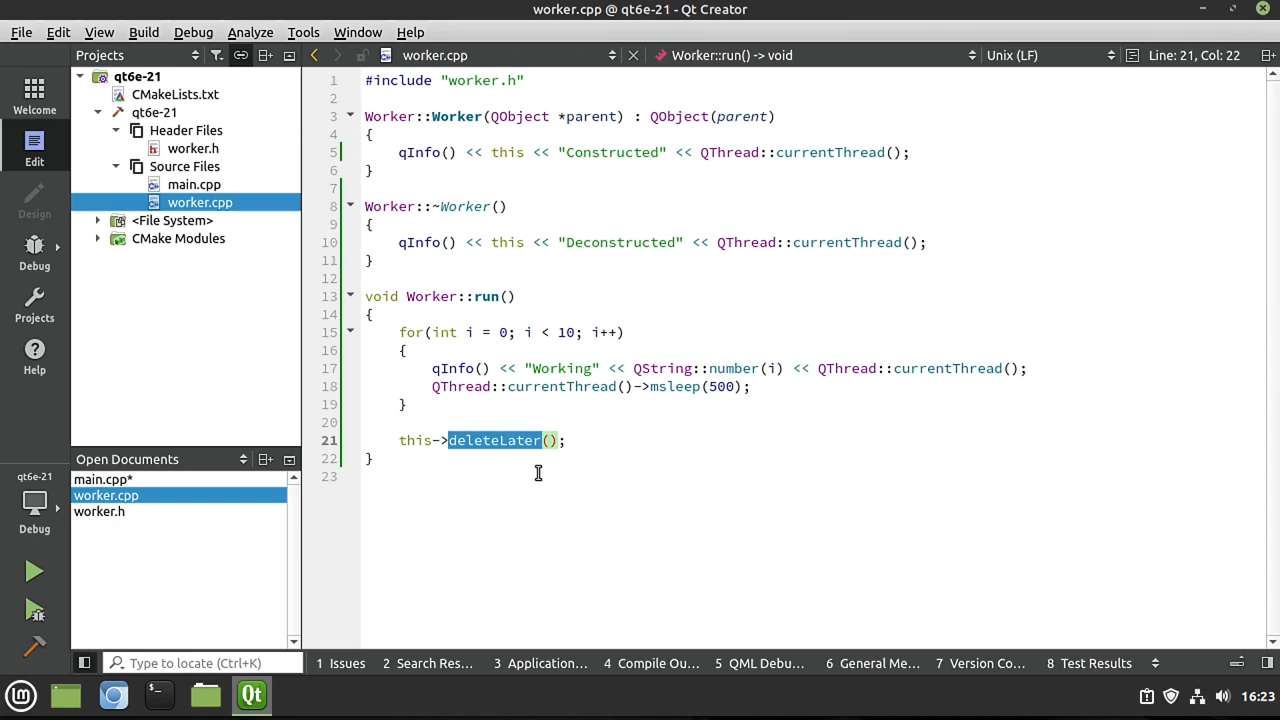 worker.cpp @ qt6e-21 - Qt Creator
File Edit View Build Debug Analyze Tools Window Help
Projects worker.cpp Worker::run() -> void Unix (LF) Line: 21, Col: 22
Welcome
Edit
Design
Debug
Projects
Help
qt6e-21
Debug
qt6e-21
CMakeLists.txt
qt6e-21
Header Files
worker.h
Source Files
main.cpp
worker.cpp
<File System>
CMake Modules
Open Documents
main.cpp*
worker.cpp
worker.h
1 #include "worker.h"
2
3 Worker::Worker(QObject *parent) : QObject(parent)
4 {
5 qInfo() << this << "Constructed" << QThread::currentThread();
6 }
7
8 Worker::~Worker()
9 {
10 qInfo() << this << "Deconstructed" << QThread::currentThread();
11 }
12
13 void Worker::run()
14 {
15 for(int i = 0; i < 10; i++)
16 {
17 qInfo() << "Working" << QString::number(i) << QThread::currentThread();
18 QThread::currentThread()->msleep(500);
19 }
20
21 this->deleteLater();
22 }
23
Type to locate (Ctrl+K) 1 Issues 2 Search Res... 3 Application... 4 Compile Ou... 5 QML Debu... 6 General Me... 7 Version Co... 8 Test Results
Qt 16:23